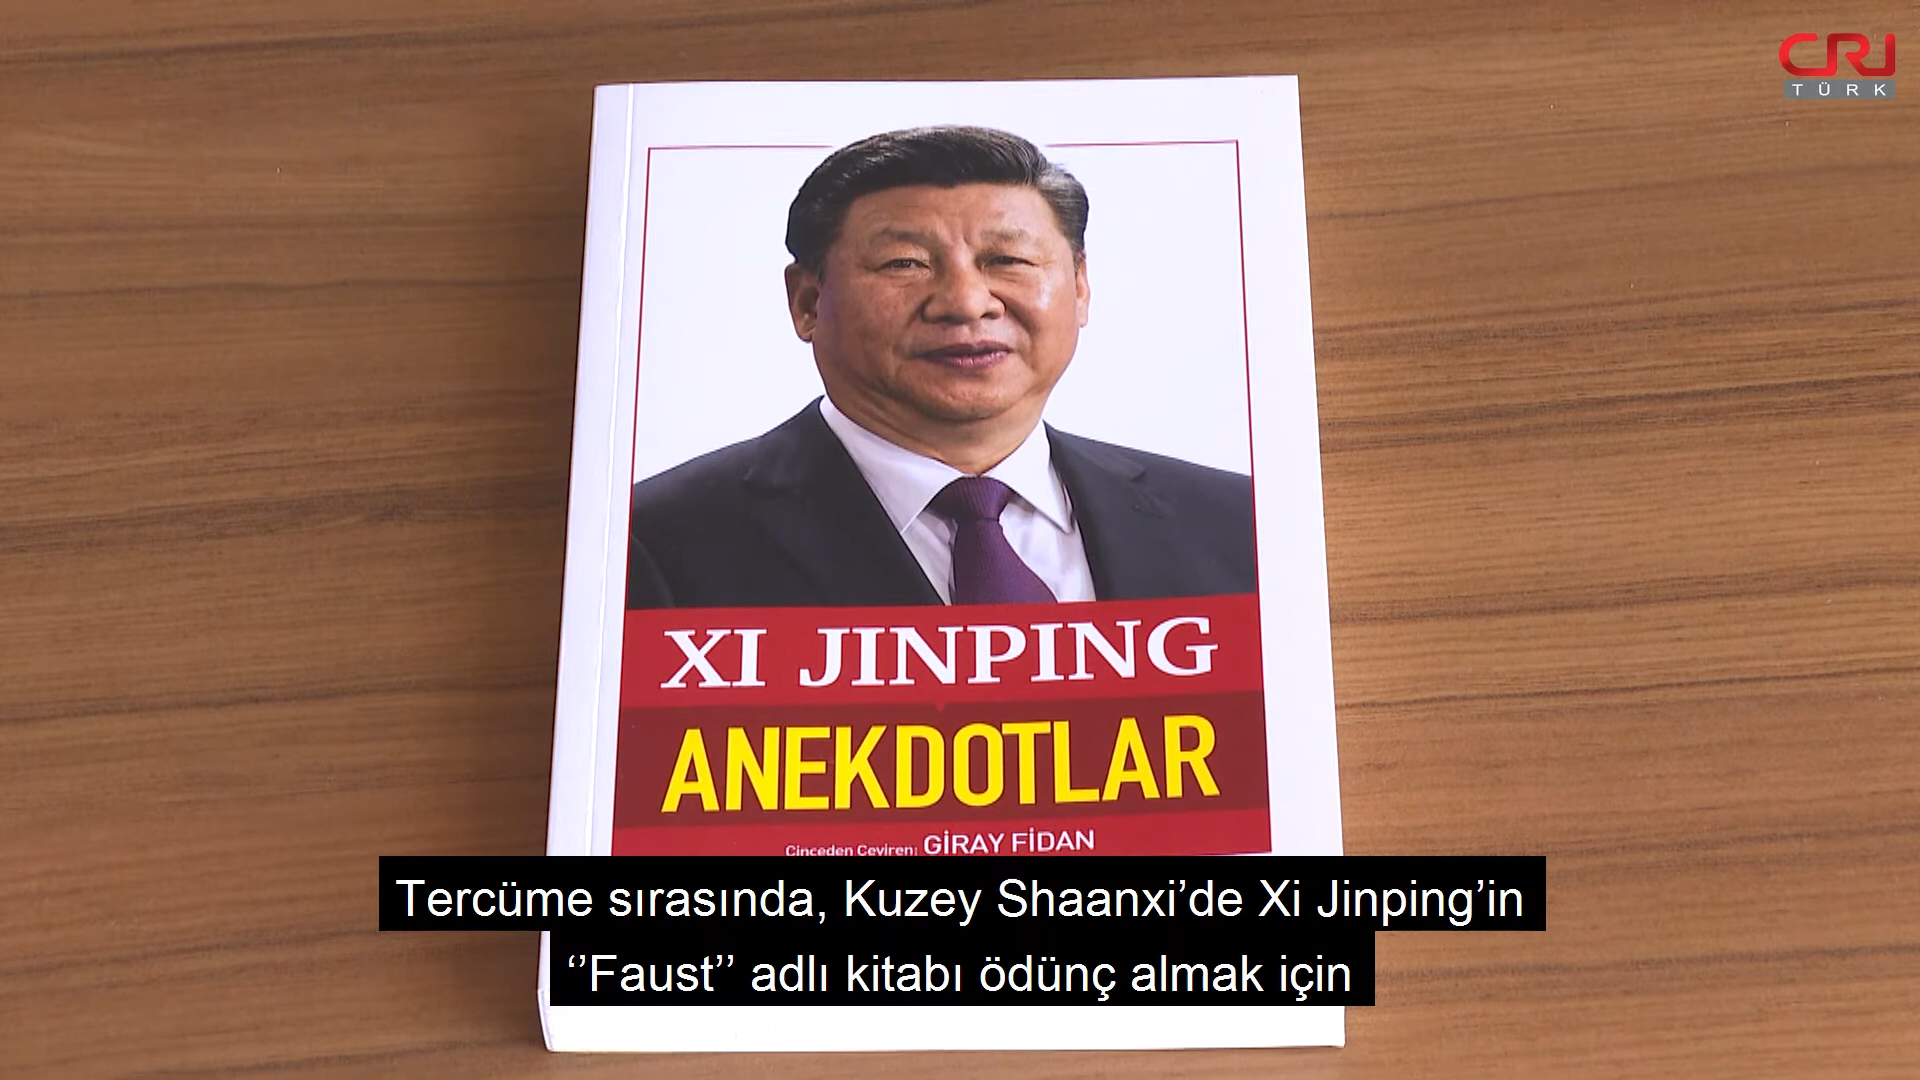 CRI
TÜRK
XI JINPING
ANEKDOTLAR
Çinceden Çeviren: GİRAY FİDAN
Tercüme sırasında, Kuzey Shaanxi’de Xi Jinping’in
‘’Faust’’ adlı kitabı ödünç almak için